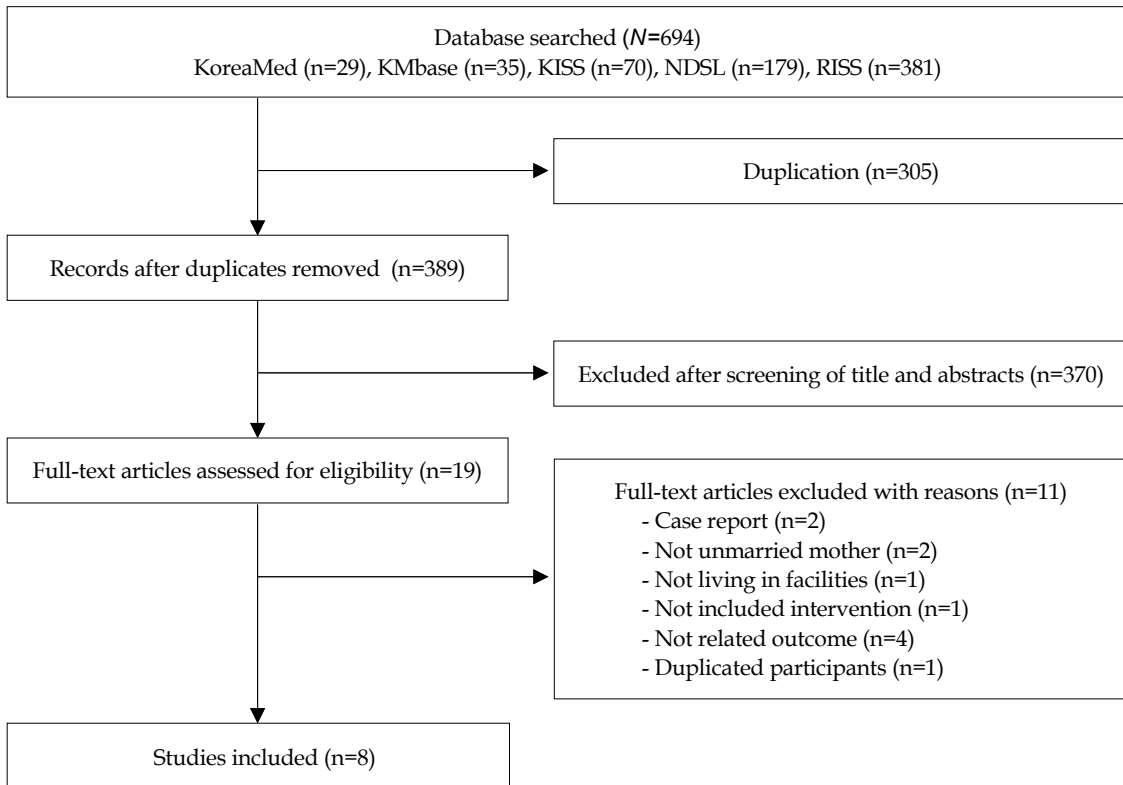 Database searched (N=694)
KoreaMed (n=29), KMbase (n=35), KISS (n=70), NDSL (n=179), RISS (n=381)
Duplication (n=305)
Records after duplicates removed (n=389)
Excluded after screening of title and abstracts (n=370)
Full-text articles assessed for eligibility (n=19)
Full-text articles excluded with reasons (n=11)
- Case report (n=2)
- Not unmarried mother (n=2)
- Not living in facilities (n=1)
- Not included intervention (n=1)
- Not related outcome (n=4)
- Duplicated participants (n=1)
Studies included (n=8)